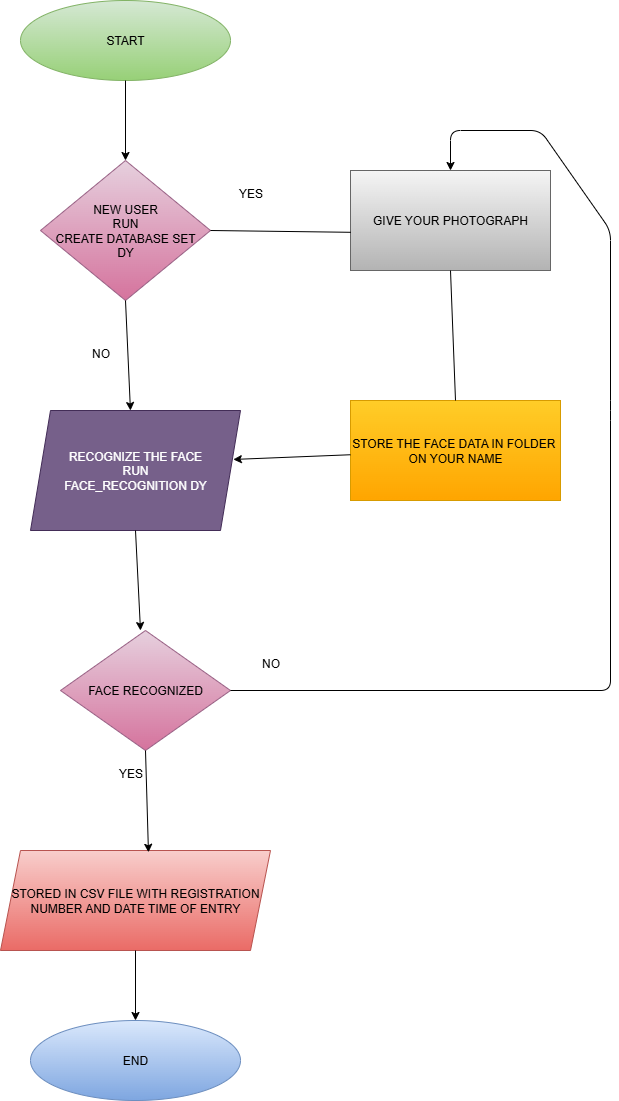 START
NEW USER
RUN
CREATE DATABASE SET
DY
YES
GIVE YOUR PHOTOGRAPH
NO
RECOGNIZE THE FACE
RUN
FACE_RECOGNITION DY
STORE THE FACE DATA IN FOLDER
ON YOUR NAME
FACE RECOGNIZED
NO
YES
STORED IN CSV FILE WITH REGISTRATION
NUMBER AND DATE TIME OF ENTRY
END